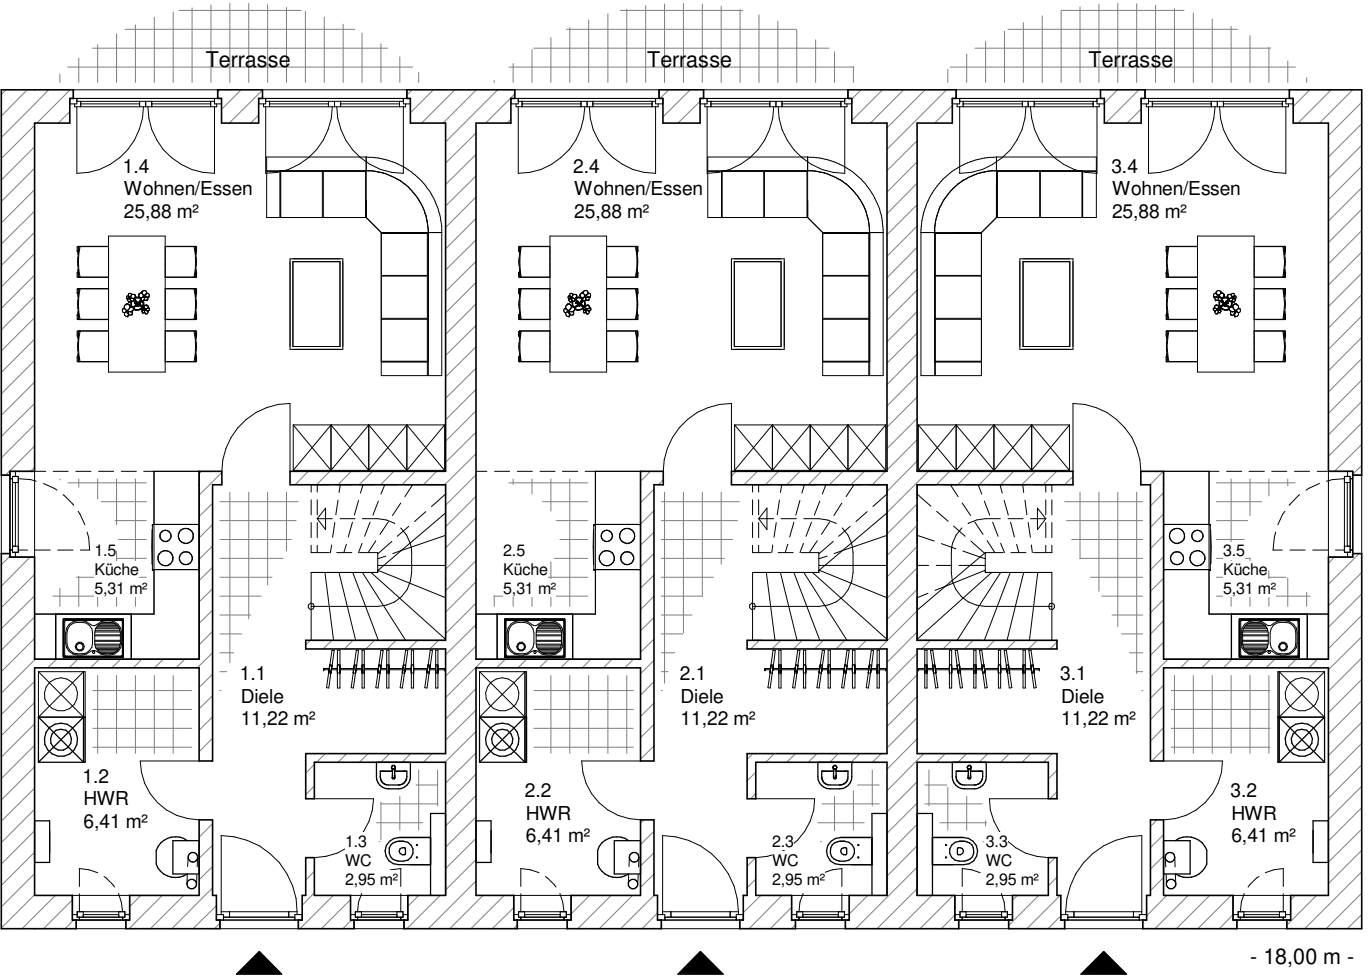 Terrasse
Terrasse
Terrasse
1.4
Wohnen/Essen
25,88 m²
2.4
Wohnen/Essen
25,88 m²
3.4
Wohnen/Essen
25,88 m²
1.5
Küche
5,31 m²
2.5
Küche
5,31 m²
3.5
Küche
5,31 m²
1.1
Diele
11,22 m²
2.1
Diele
11,22 m²
3.1
Diele
11,22 m²
1.2
HWR
6,41 m²
2.2
HWR
6,41 m²
3.2
HWR
6,41 m²
1.3
WC
2,95 m²
2.3
WC
2,95 m²
3.3
WC
2,95 m²
- 18,00 m -